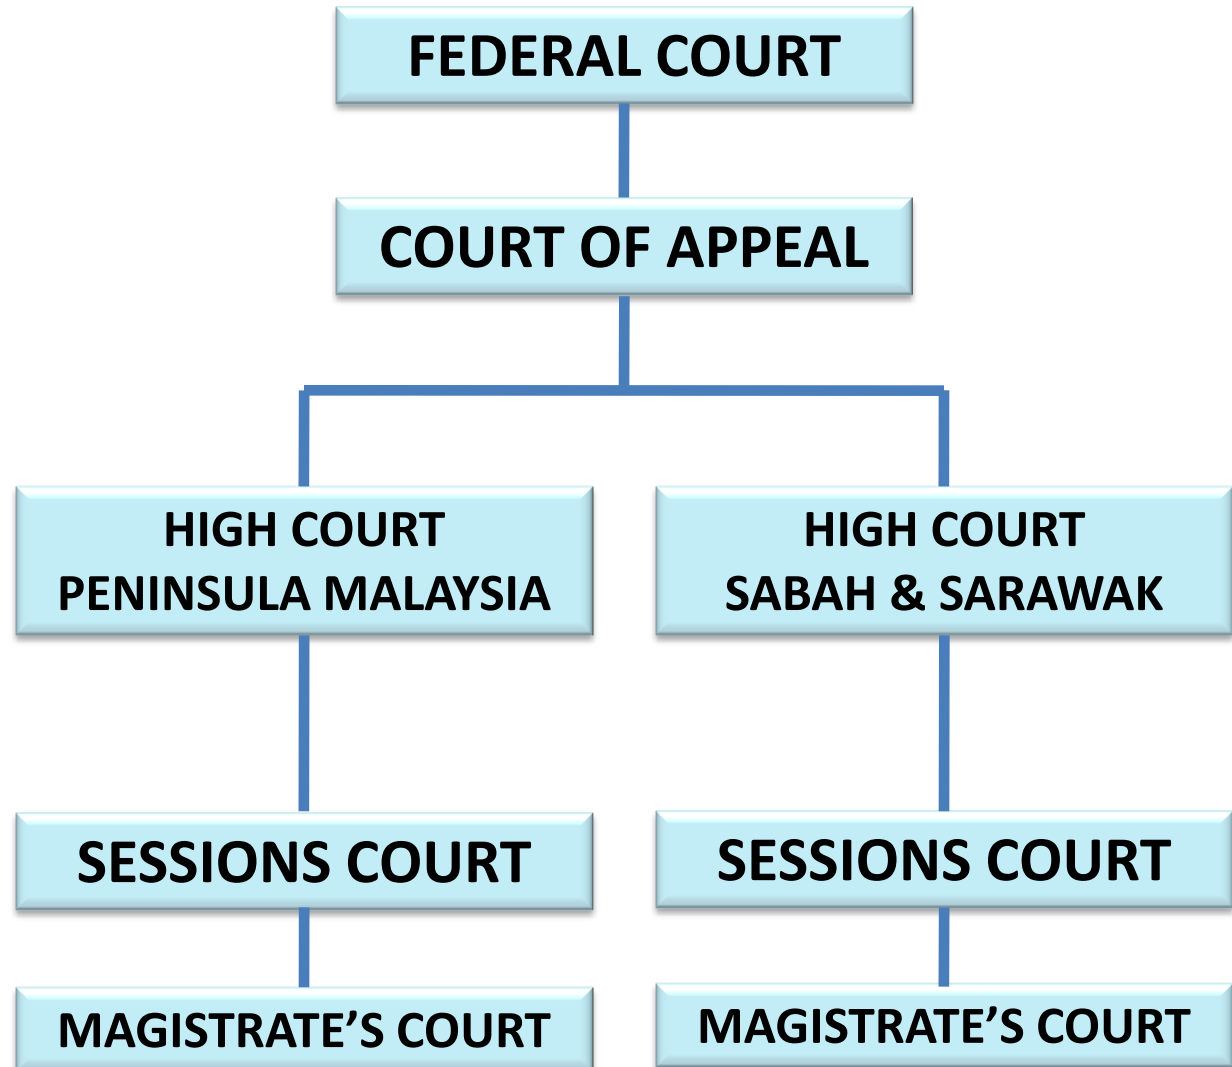 FEDERAL COURT
COURT OF APPEAL
HIGH COURT
PENINSULA MALAYSIA
HIGH COURT
SABAH & SARAWAK
SESSIONS COURT
SESSIONS COURT
MAGISTRATE’S COURT
MAGISTRATE’S COURT